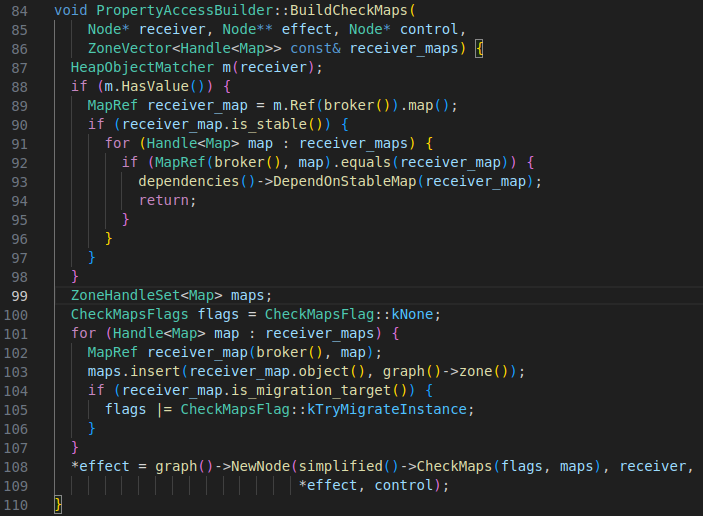 84 void PropertyAccessBuilder::BuildCheckMaps(
85     Node* receiver, Node** effect, Node* control,
86     ZoneVector<Handle<Map>> const& receiver_maps) {
87   HeapObjectMatcher m(receiver);
88   if (m.HasValue()) {
89     MapRef receiver_map = m.Ref(broker()).map();
90     if (receiver_map.is_stable()) {
91       for (Handle<Map> map : receiver_maps) {
92         if (MapRef(broker(), map).equals(receiver_map)) {
93           dependencies()->DependOnStableMap(receiver_map);
94           return;
95         }
96       }
97     }
98   }
99   ZoneHandleSet<Map> maps;
100   CheckMapsFlags flags = CheckMapsFlag::kNone;
101   for (Handle<Map> map : receiver_maps) {
102     MapRef receiver_map(broker(), map);
103     maps.insert(receiver_map.object(), graph()->zone());
104     if (receiver_map.is_migration_target()) {
105       flags |= CheckMapsFlag::kTryMigrateInstance;
106     }
107   }
108   *effect = graph()->NewNode(simplified()->CheckMaps(flags, maps), receiver,
109                              *effect, control);
110 }